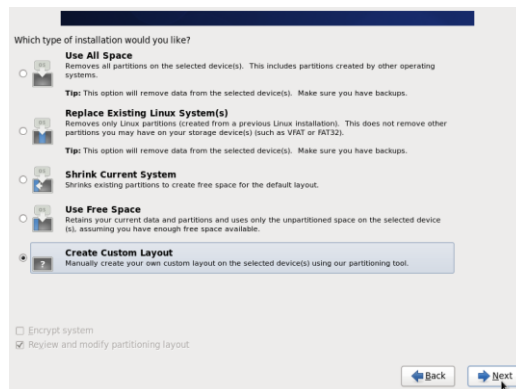 Which type of installation would you like?
Use All Space
Removes all partitions on the selected device(s). This includes partitions created by other operating
systems.
Tip: This option will remove data from the selected device(s). Make sure you have backups.
Replace Existing Linux System(s)
Removes only Linux partitions (created from a previous Linux installation). This does not remove other
partitions you may have on your storage device(s) (such as VFAT or FAT32).
Tip: This option will remove data from the selected device(s). Make sure you have backups.
Shrink Current System
Shrinks existing partitions to create free space for the default layout.
Use Free Space
Retains your current data and partitions and uses only the unpartitioned space on the selected device
(s), assuming you have enough free space available.
Create Custom Layout
?
Manually create your own custom layout on the selected device(s) using our partitioning tool.
Encrypt system
Review and modify partitioning layout
Back
Next